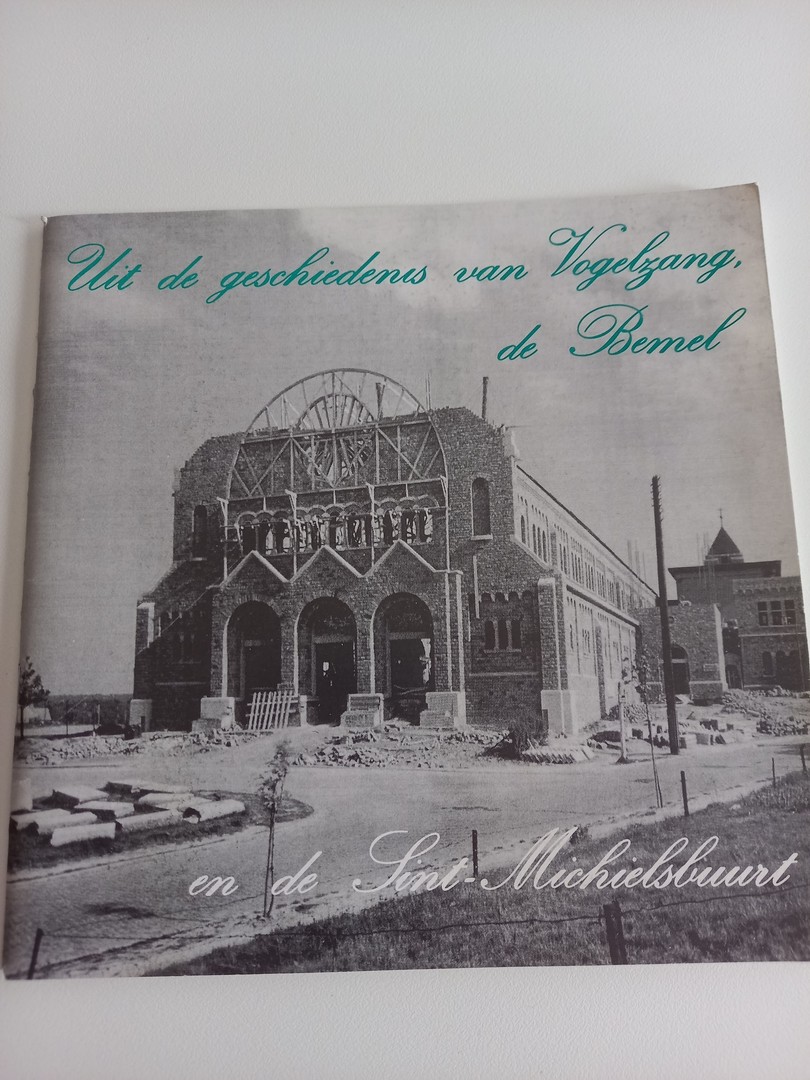 Uit de geschiedenis van Vogelzang,
de Bemel
en de Sint-Michielsbuurt